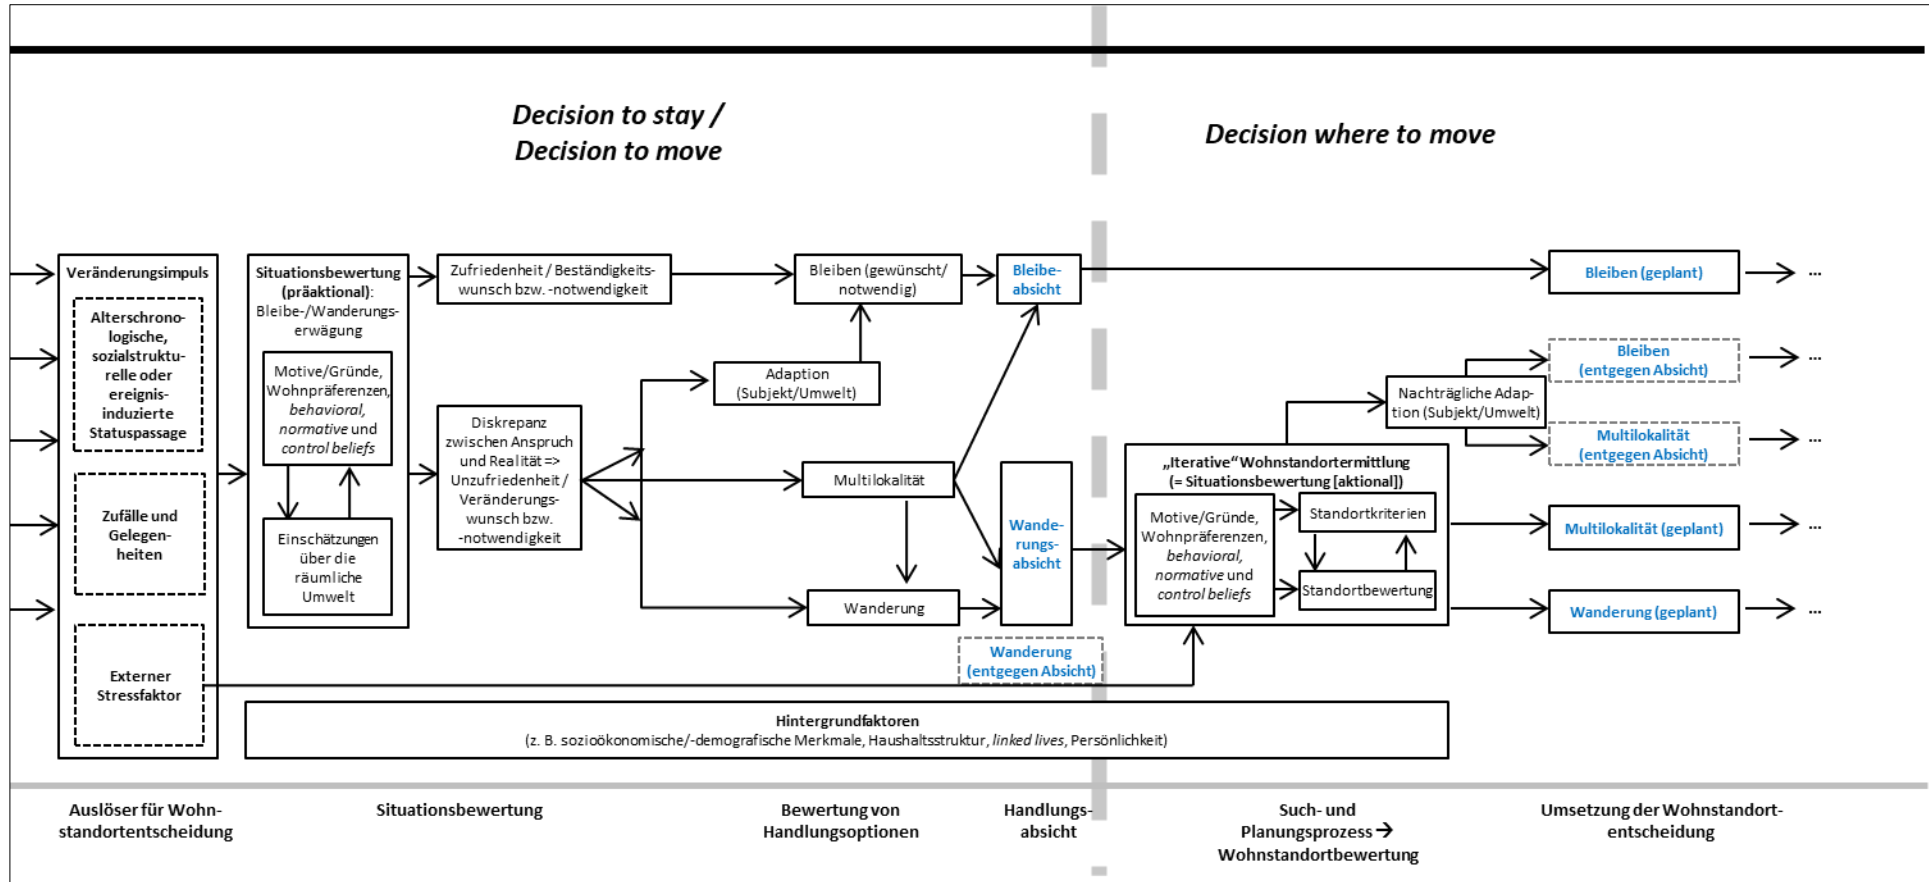 Decision to stay /
Decision to move
Decision where to move
Veränderungsimpuls
Alterschrono-
logische,
sozialstruktu-
relle oder
ereignis-
induzierte
Statuspassage
Zufälle und
Gelegen-
heiten
Externer
Stressfaktor
Situationsbewertung
(präaktional):
Bleibe-/Wanderungs-
erwägung
Motive/Gründe,
Wohnpräferenzen,
behavioral,
normative und
control beliefs
Einschätzungen
über die
räumliche
Umwelt
Zufriedenheit / Beständigkeits-
wunsch bzw. -notwendigkeit
Diskrepanz
zwischen Anspruch
und Realität =>
Unzufriedenheit /
Veränderungs-
wunsch bzw.
-notwendigkeit
Bleiben (gewünscht/
notwendig)
Adaption
(Subjekt/Umwelt)
Multilokalität
Wanderung
Bleibe-
absicht
Wande-
rungs-
absicht
Wanderung
(entgegen Absicht)
„Iterative“ Wohnstandortermittlung
(= Situationsbewertung [aktional])
Motive/Gründe,
Wohnpräferenzen,
behavioral,
normative und
control beliefs
Standortkriterien
Standortbewertung
Nachträgliche Adap-
tion (Subjekt/Umwelt)
Bleiben (geplant)
...
Bleiben
(entgegen Absicht)
...
Multilokalität
(entgegen Absicht)
...
Multilokalität (geplant)
...
Wanderung (geplant)
...
Hintergrundfaktoren
(z. B. sozioökonomische/-demografische Merkmale, Haushaltsstruktur, linked lives, Persönlichkeit)
Auslöser für Wohn-
standortentscheidung
Situationsbewertung
Bewertung von
Handlungsoptionen
Handlungs-
absicht
Such- und
Planungsprozess →
Wohnstandortbewertung
Umsetzung der Wohnstandort-
entscheidung